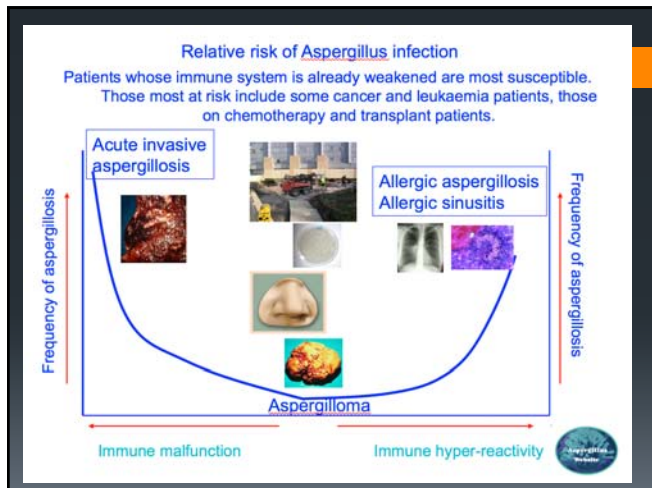 Relative risk of Aspergillus infection
Patients whose immune system is already weakened are most susceptible.
Those most at risk include some cancer and leukaemia patients, those
on chemotherapy and transplant patients.
Acute invasive
aspergillosis
Allergic aspergillosis
Allergic sinusitis
Frequency of aspergillosis
Frequency of aspergillosis
Aspergilloma
Immune malfunction
Immune hyper-reactivity
Aspergillus
Website